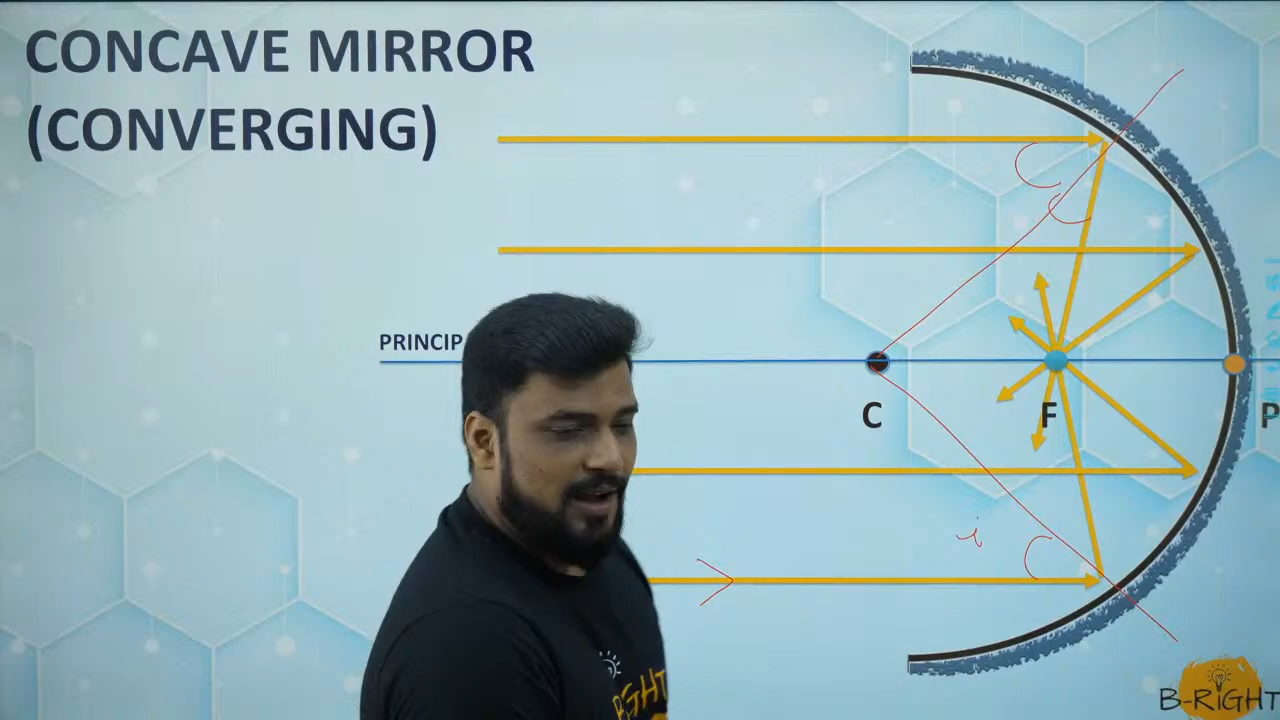 CONCAVE MIRROR
(CONVERGING)
PRINCIP
C
F
P
i
B-RIGHT